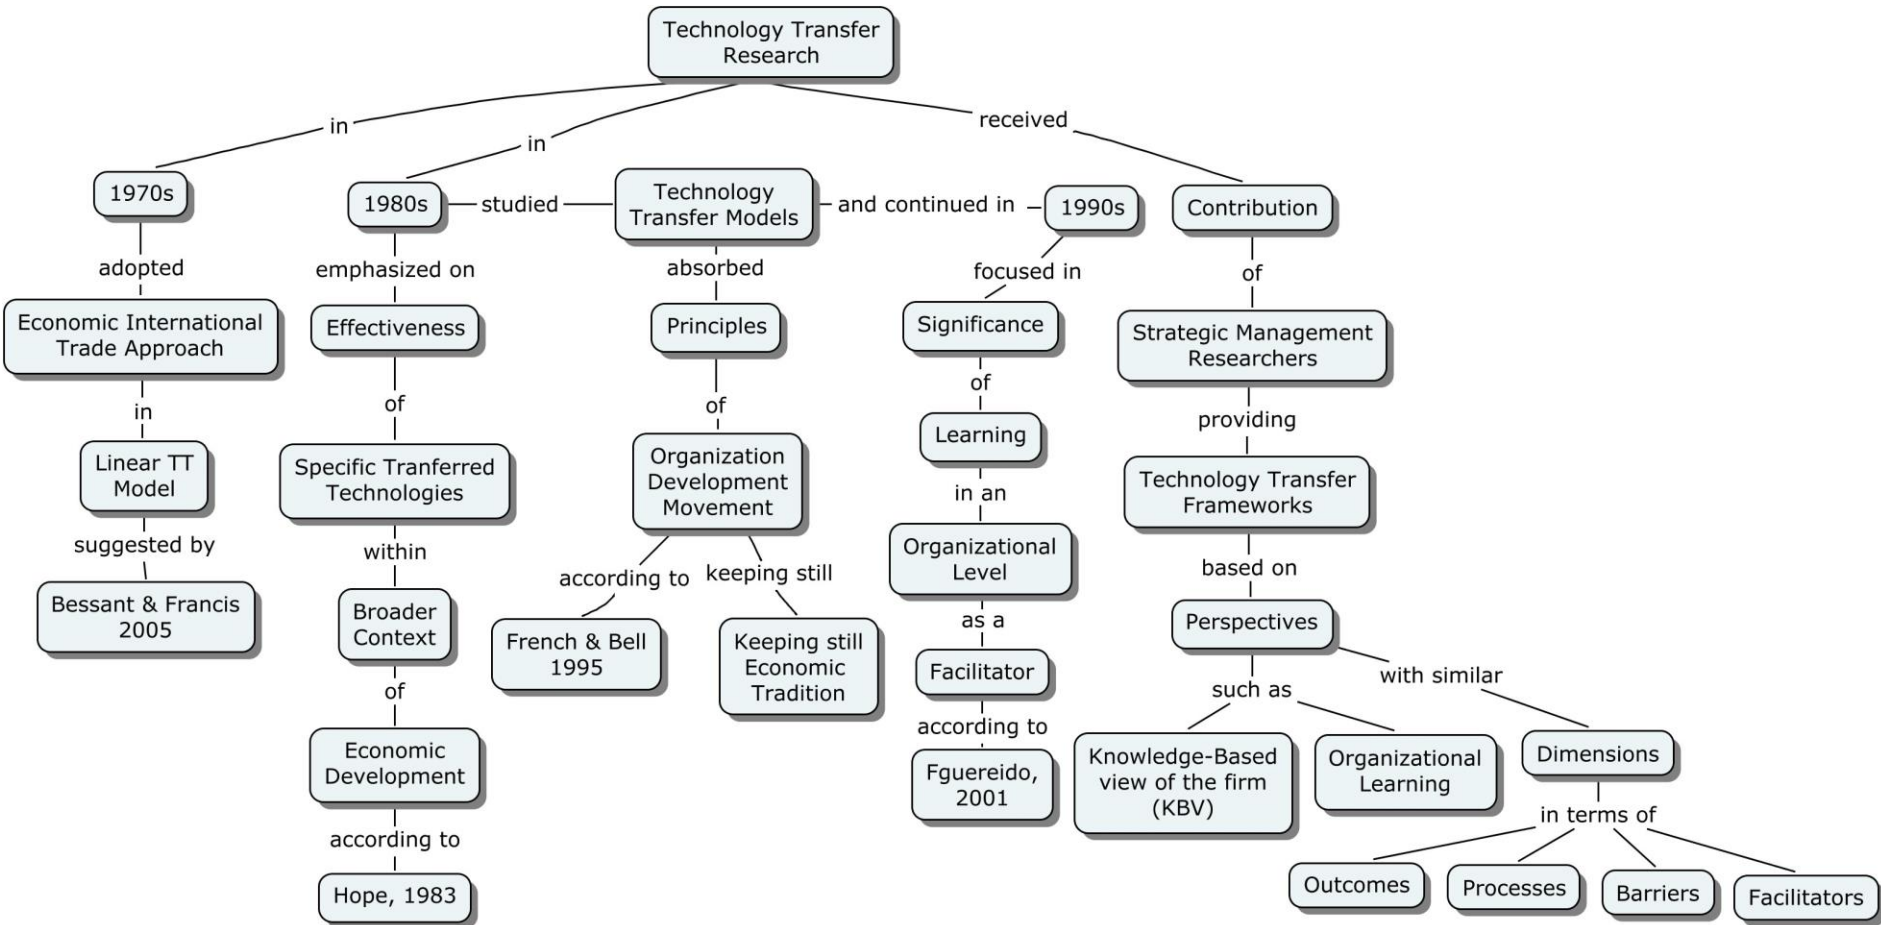 Technology Transfer
Research
in
in
received
1970s
1980s
studied
Technology
Transfer Models
and continued in
1990s
Contribution
adopted
emphasized on
absorbed
focused in
of
Economic International
Trade Approach
Effectiveness
Principles
Significance
Strategic Management
Researchers
in
of
of
of
providing
Linear TT
Model
Specific Tranferred
Technologies
Organization
Development
Movement
Learning
Technology Transfer
Frameworks
suggested by
within
according to
keeping still
in an
based on
Bessant & Francis
2005
Broader
Context
French & Bell
1995
Keeping still
Economic
Tradition
Organizational
Level
Perspectives
of
as a
such as
with similar
Economic
Development
Facilitator
Knowledge-Based
view of the firm
(KBV)
Organizational
Learning
Dimensions
according to
according to
in terms of
Hope, 1983
Fguereido,
2001
Outcomes
Processes
Barriers
Facilitators